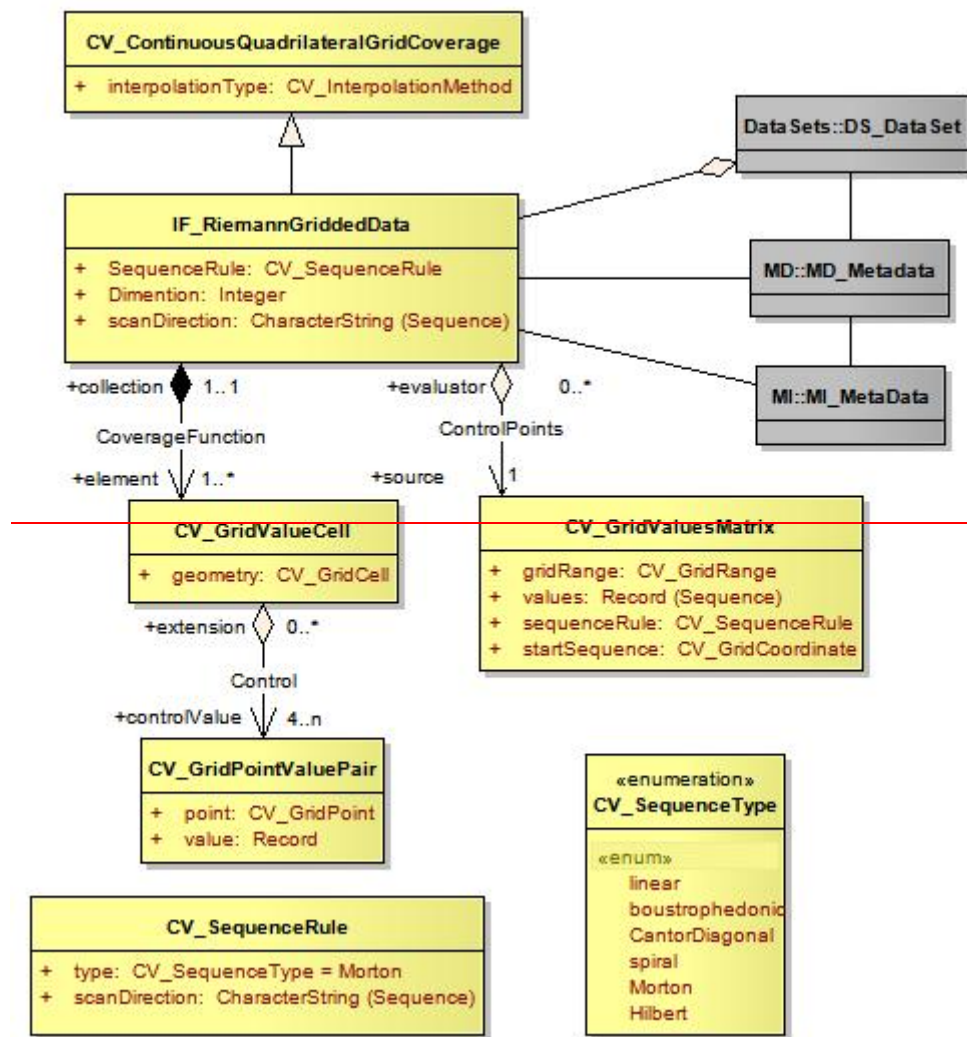 CV_ContinuousQuadrilateralGridCoverage
+ interpolationType: CV_InterpolationMethod
DataSets::DS_DataSet
IF_RiemannGriddedData
+ SequenceRule: CV_SequenceRule
+ Dimention: Integer
+ scanDirection: CharacterString (Sequence)
MD::MD_Metadata
MI::MI_MetaData
+collection 1..1
+evaluator 0..*
CoverageFunction
ControlPoints
+element 1..*
+source 1
CV_GridValueCell
+ geometry: CV_GridCell
CV_GridValuesMatrix
+ gridRange: CV_GridRange
+ values: Record (Sequence)
+ sequenceRule: CV_SequenceRule
+ startSequence: CV_GridCoordinate
+extension 0..*
Control
+controlValue 4..n
CV_GridPointValuePair
+ point: CV_GridPoint
+ value: Record
«enumeration»
CV_SequenceType
«enum»
linear
boustrophedonic
CantorDiagonal
spiral
Morton
Hilbert
CV_SequenceRule
+ type: CV_SequenceType = Morton
+ scanDirection: CharacterString (Sequence)